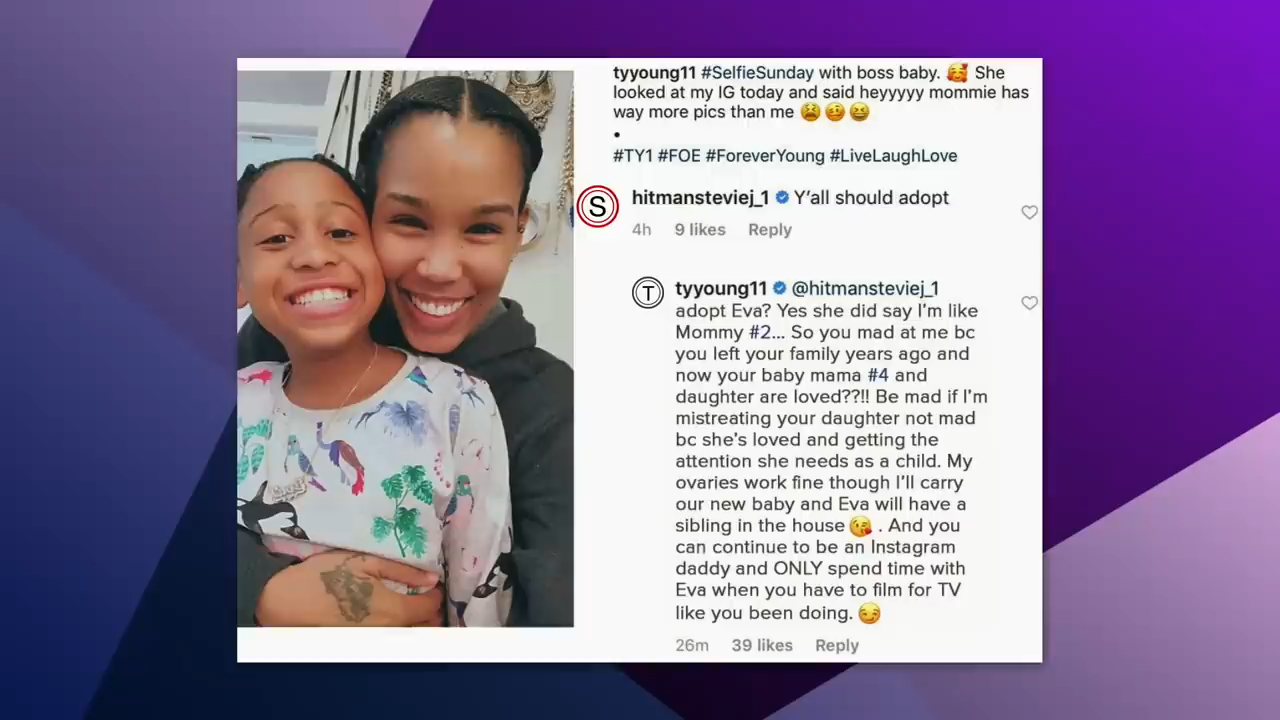 tyyoung11 #SelfieSunday with boss baby. 🥰 She
looked at my IG today and said heyyyyy mommie has
way more pics than me 😫🥴😆
•
#TY1 #FOE #ForeverYoung #LiveLaughLove
S
hitmansteviej_1 Y'all should adopt
4h 9 likes Reply
T
tyyoung11 @hitmansteviej_1
adopt Eva? Yes she did say I'm like
Mommy #2... So you mad at me bc
you left your family years ago and
now your baby mama #4 and
daughter are loved??!! Be mad if I'm
mistreating your daughter not mad
bc she's loved and getting the
attention she needs as a child. My
ovaries work fine though I'll carry
our new baby and Eva will have a
sibling in the house 😘 . And you
can continue to be an Instagram
daddy and ONLY spend time with
Eva when you have to film for TV
like you been doing. 😏
26m 39 likes Reply